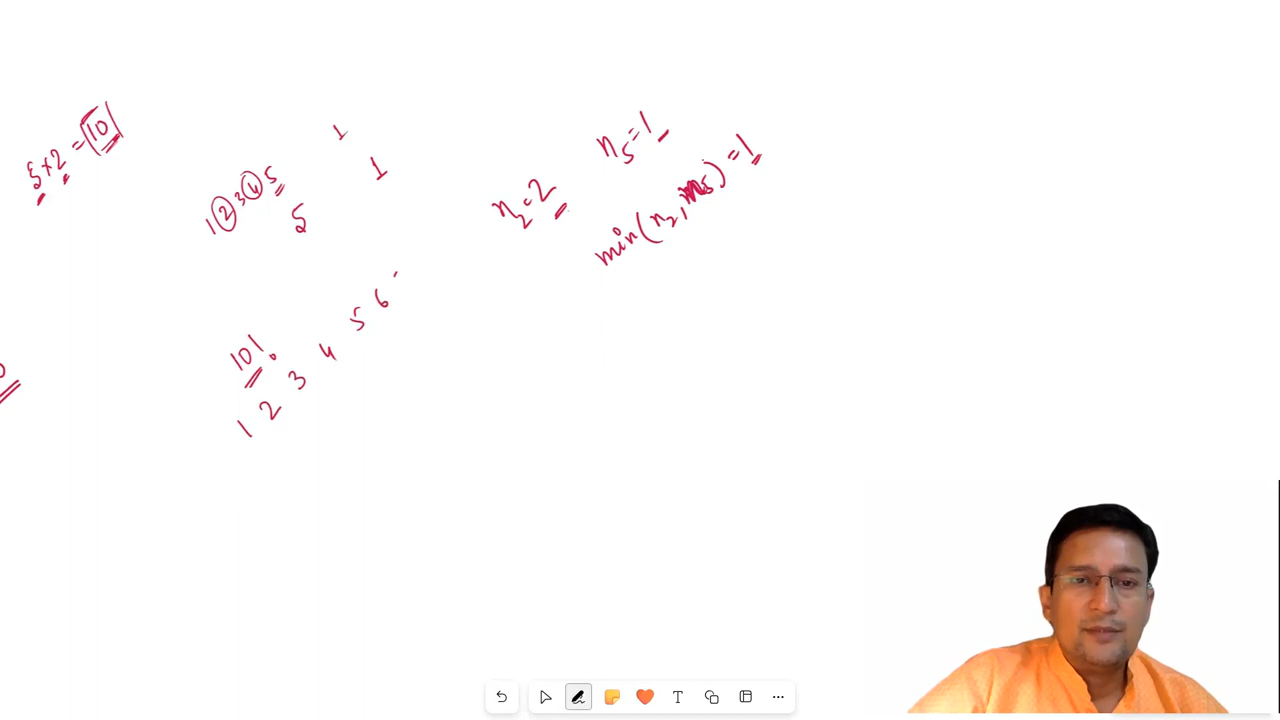 5 × 2 = 10
1 2 3 4 5
5
1
1
n₂ = 2
n₅ = 1
min(n₂, n₅) = 1
10!
1 2 3 4 5 6
0
T